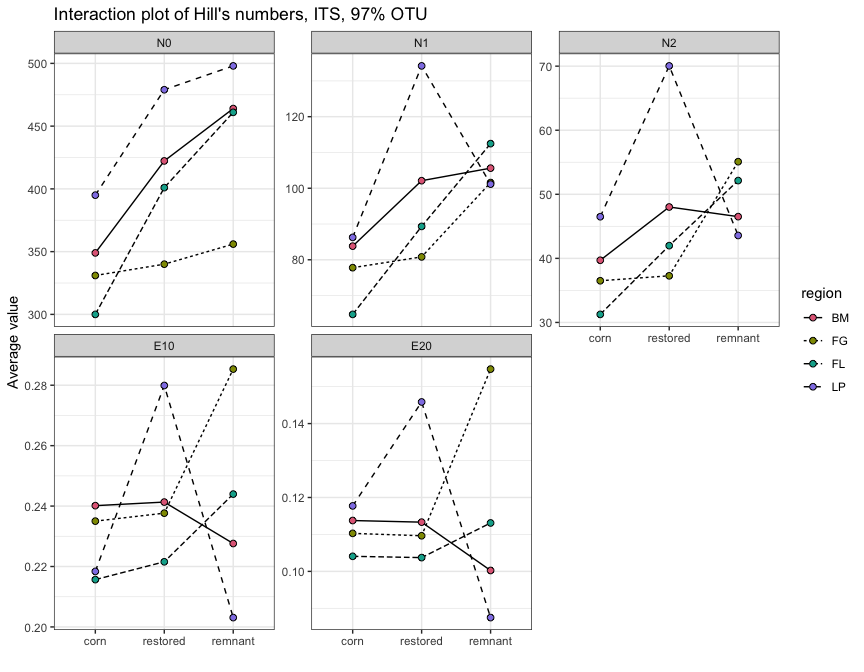 Interaction plot of Hill's numbers, ITS, 97% OTU
N0
N1
N2
500
450
400
350
300
120
100
80
70
60
50
40
30
corn
restored
remnant
Average value
region
BM
FG
FL
LP
E10
E20
0.28
0.26
0.24
0.22
0.20
0.14
0.12
0.10
corn
restored
remnant
corn
restored
remnant